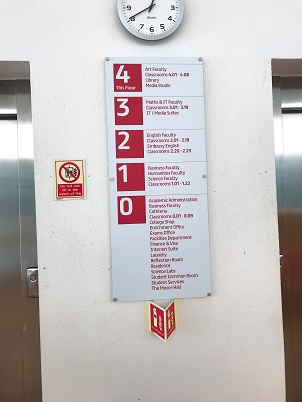 4
This Floor
Art Faculty
Classrooms 4.01 - 4.08
Library
Media Studio
3
Maths & IT Faculty
Classrooms 3.01 - 3.18
IT / Media Suites
2
English Faculty
Classrooms 2.01 - 2.19
Embassy English
Classrooms 2.20 - 2.23
1
Business Faculty
Humanities Faculty
Science Faculty
Classrooms 1.01 - 1.22
0
Academic Administration
Business Faculty
Cafeteria
Classrooms 0.01 - 0.09
College Shop
Enrichment Office
Exams Office
Facilities Department
Finance & Visa
Internet Suite
Laundry
Reflection Room
Residence
Science Labs
Student Common Room
Student Services
The Moon Hall
Do not use
lift in the
event of fire